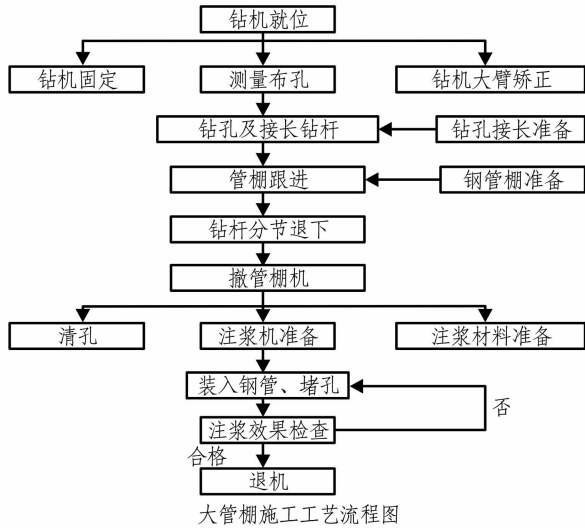 钻机就位
钻机固定
测量布孔
钻机大臂矫正
钻孔及接长钻杆
钻孔接长准备
管棚跟进
钢管棚准备
钻杆分节退下
撤管棚机
清孔
注浆机准备
注浆材料准备
装入钢管、堵孔
否
注浆效果检查
合格
退机
大管棚施工工艺流程图